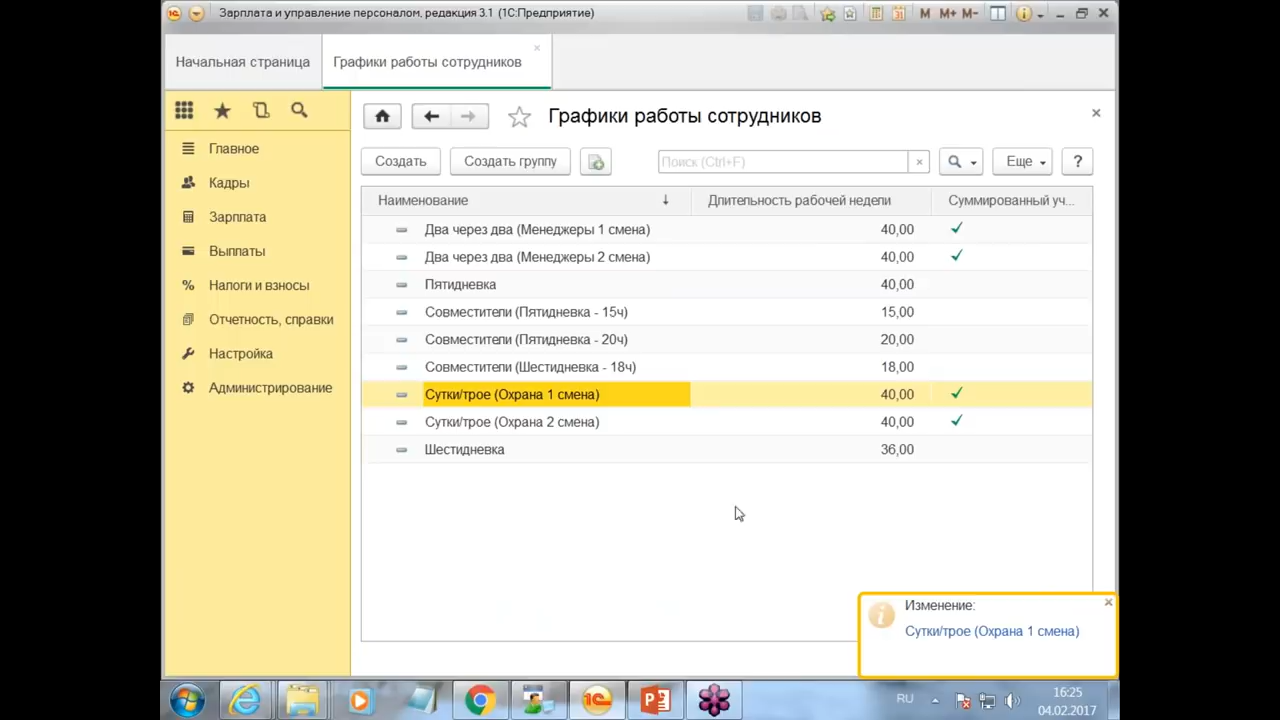 Зарплата и управление персоналом, редакция 3.1 (1С:Предприятие)
M M+ M-
Начальная страница
Графики работы сотрудников
Графики работы сотрудников
Главное
Кадры
Зарплата
Выплаты
Налоги и взносы
Отчетность, справки
Настройка
Администрирование
Создать Создать группу Поиск (Ctrl+F) Еще ?
Наименование Длительность рабочей недели Суммированный уч...
Два через два (Менеджеры 1 смена) 40,00
Два через два (Менеджеры 2 смена) 40,00
Пятидневка 40,00
Совместители (Пятидневка - 15ч) 15,00
Совместители (Пятидневка - 20ч) 20,00
Совместители (Шестидневка - 18ч) 18,00
Сутки/трое (Охрана 1 смена) 40,00
Сутки/трое (Охрана 2 смена) 40,00
Шестидневка 36,00
Изменение:
Сутки/трое (Охрана 1 смена)
RU
16:25
04.02.2017